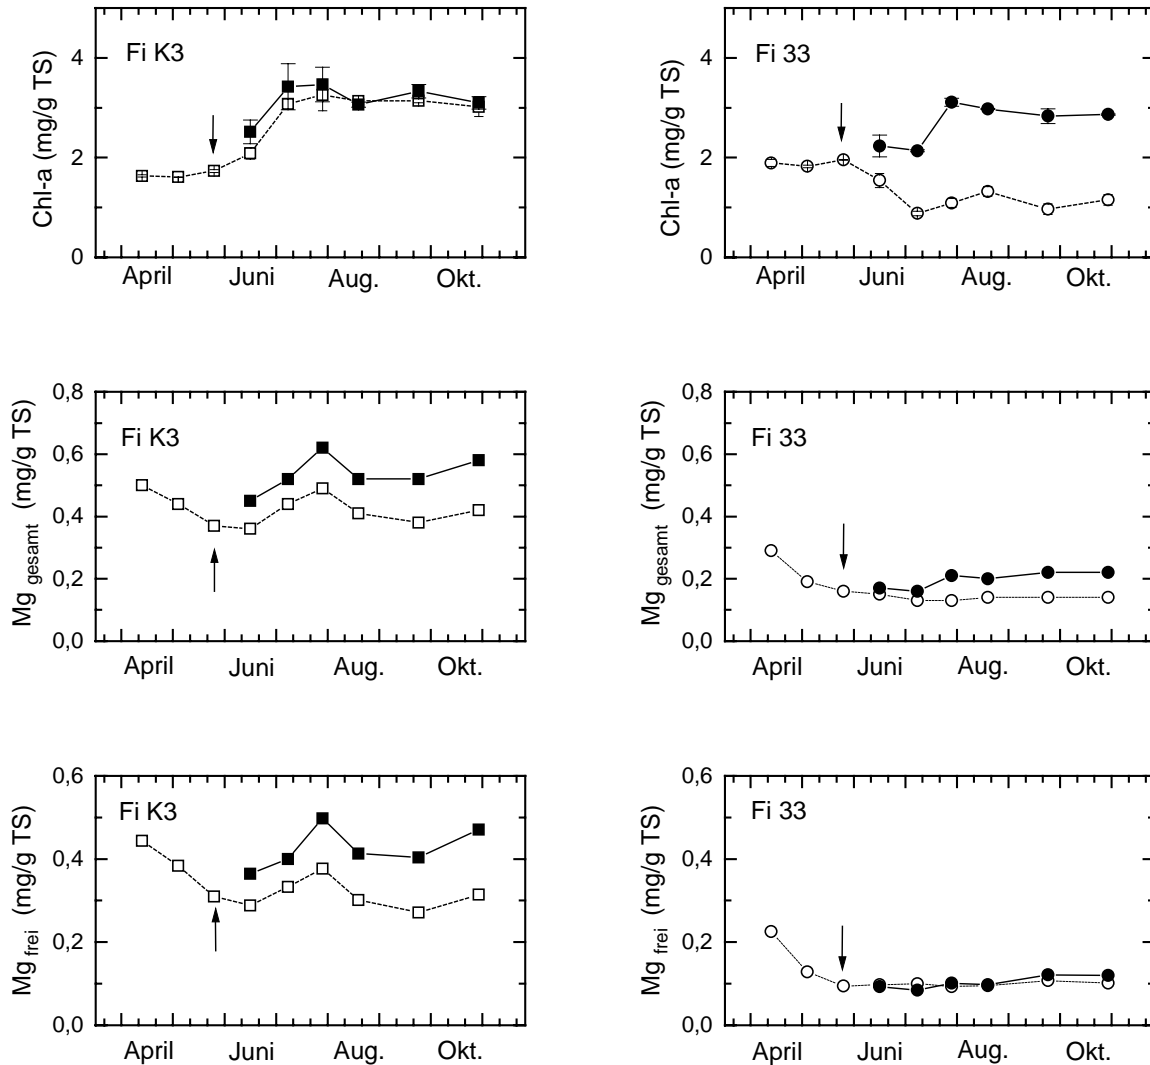 Fi K3
Chl-a (mg/g TS)
4
2
0
April
Juni
Aug.
Okt.
Fi 33
Chl-a (mg/g TS)
4
2
0
April
Juni
Aug.
Okt.
Fi K3
Mg gesamt (mg/g TS)
0,8
0,6
0,4
0,2
0,0
April
Juni
Aug.
Okt.
Fi 33
Mg gesamt (mg/g TS)
0,8
0,6
0,4
0,2
0,0
April
Juni
Aug.
Okt.
Fi K3
Mg frei (mg/g TS)
0,6
0,4
0,2
0,0
April
Juni
Aug.
Okt.
Fi 33
Mg frei (mg/g TS)
0,6
0,4
0,2
0,0
April
Juni
Aug.
Okt.